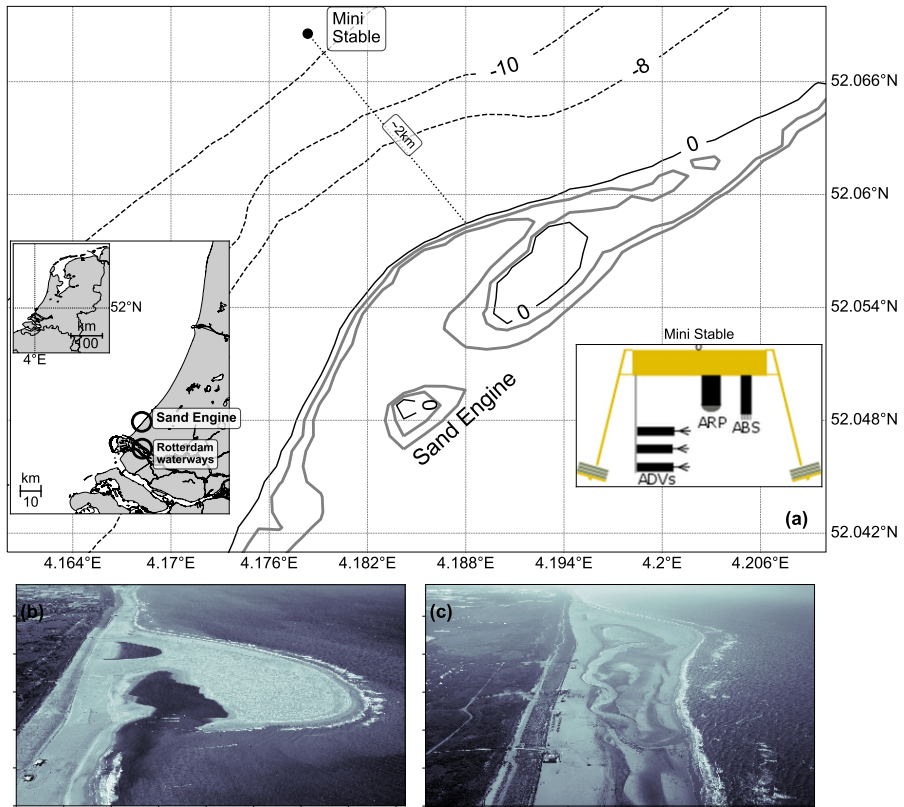 Mini
Stable
-10
-8
52.066°N
~2km
0
52.06°N
52°N
km
100
4°E
0
52.054°N
Mini Stable
ARP
ABS
ADVs
Sand Engine
Rotterdam
waterways
km
10
0
Sand Engine
52.048°N
(a)
52.042°N
4.164°E
4.17°E
4.176°E
4.182°E
4.188°E
4.194°E
4.2°E
4.206°E
(b)
(c)